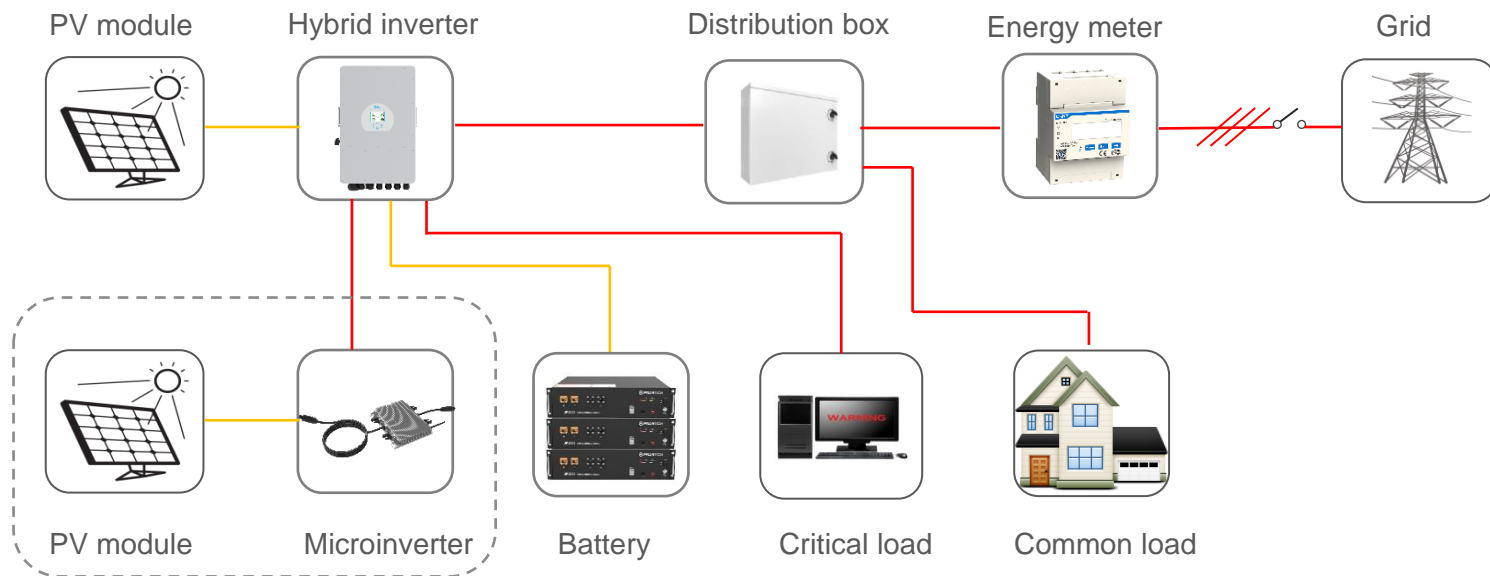 PV module
Hybrid inverter
Distribution box
Energy meter
Grid
WARNING
PV module
Microinverter
Battery
Critical load
Common load